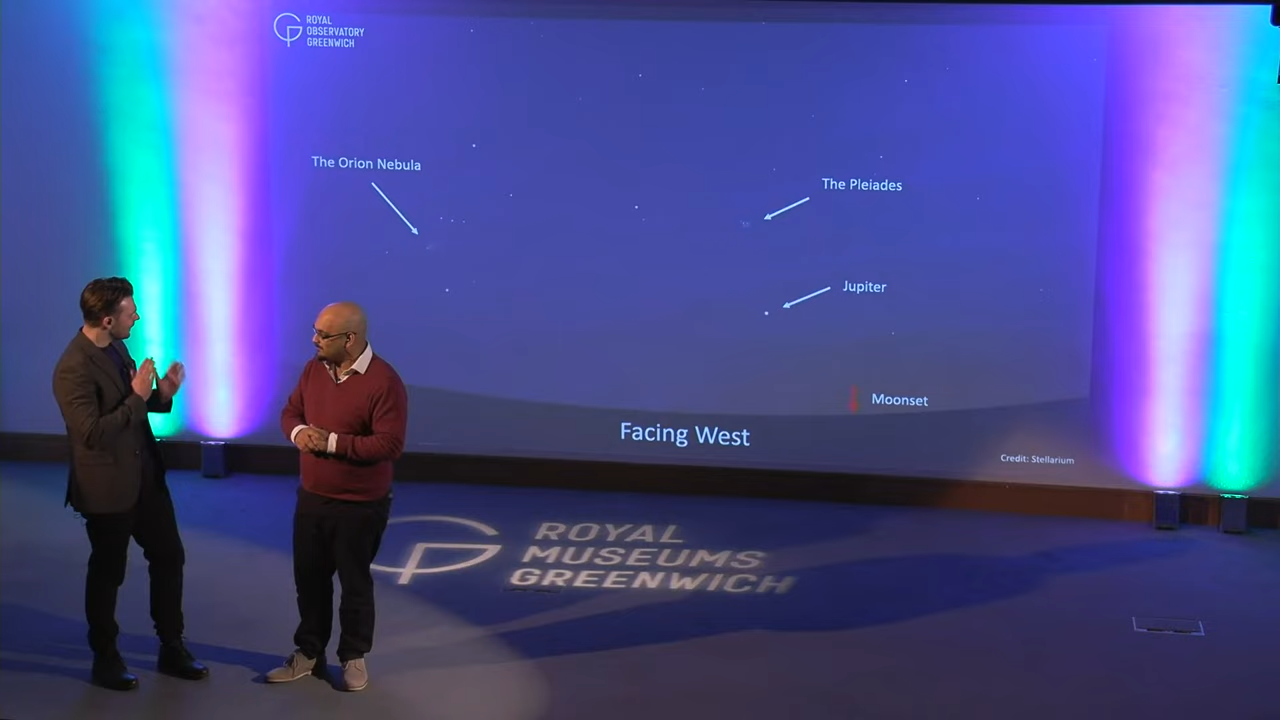 ROYAL
OBSERVATORY
GREENWICH
The Orion Nebula
The Pleiades
Jupiter
Moonset
Facing West
Credit: Stellarium
ROYAL
MUSEUMS
GREENWICH